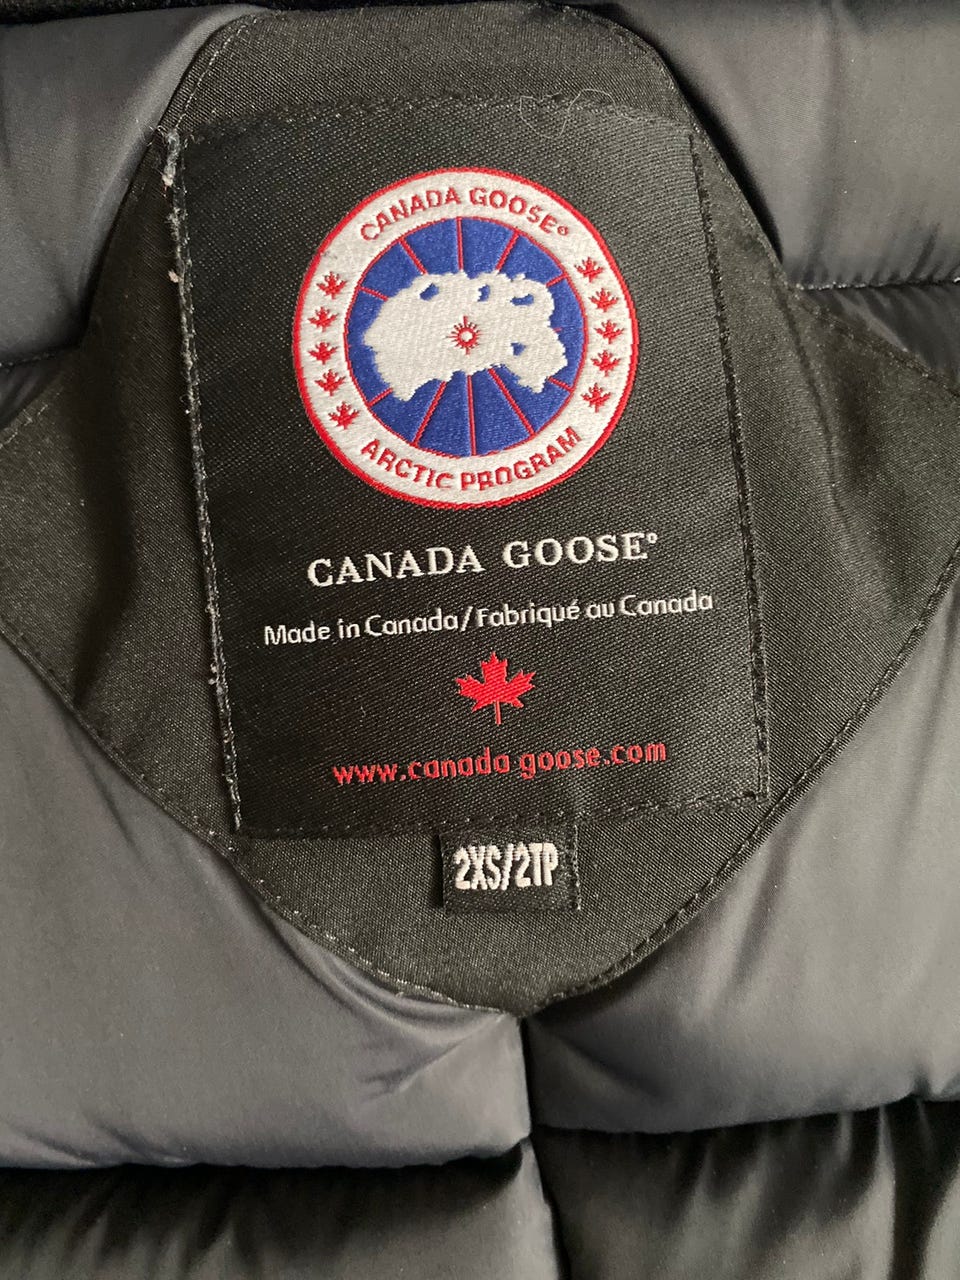 CANADA GOOSE®
ARCTIC PROGRAM
CANADA GOOSE®
Made in Canada/Fabriqué au Canada
www.canada goose.com
2XS/2TP